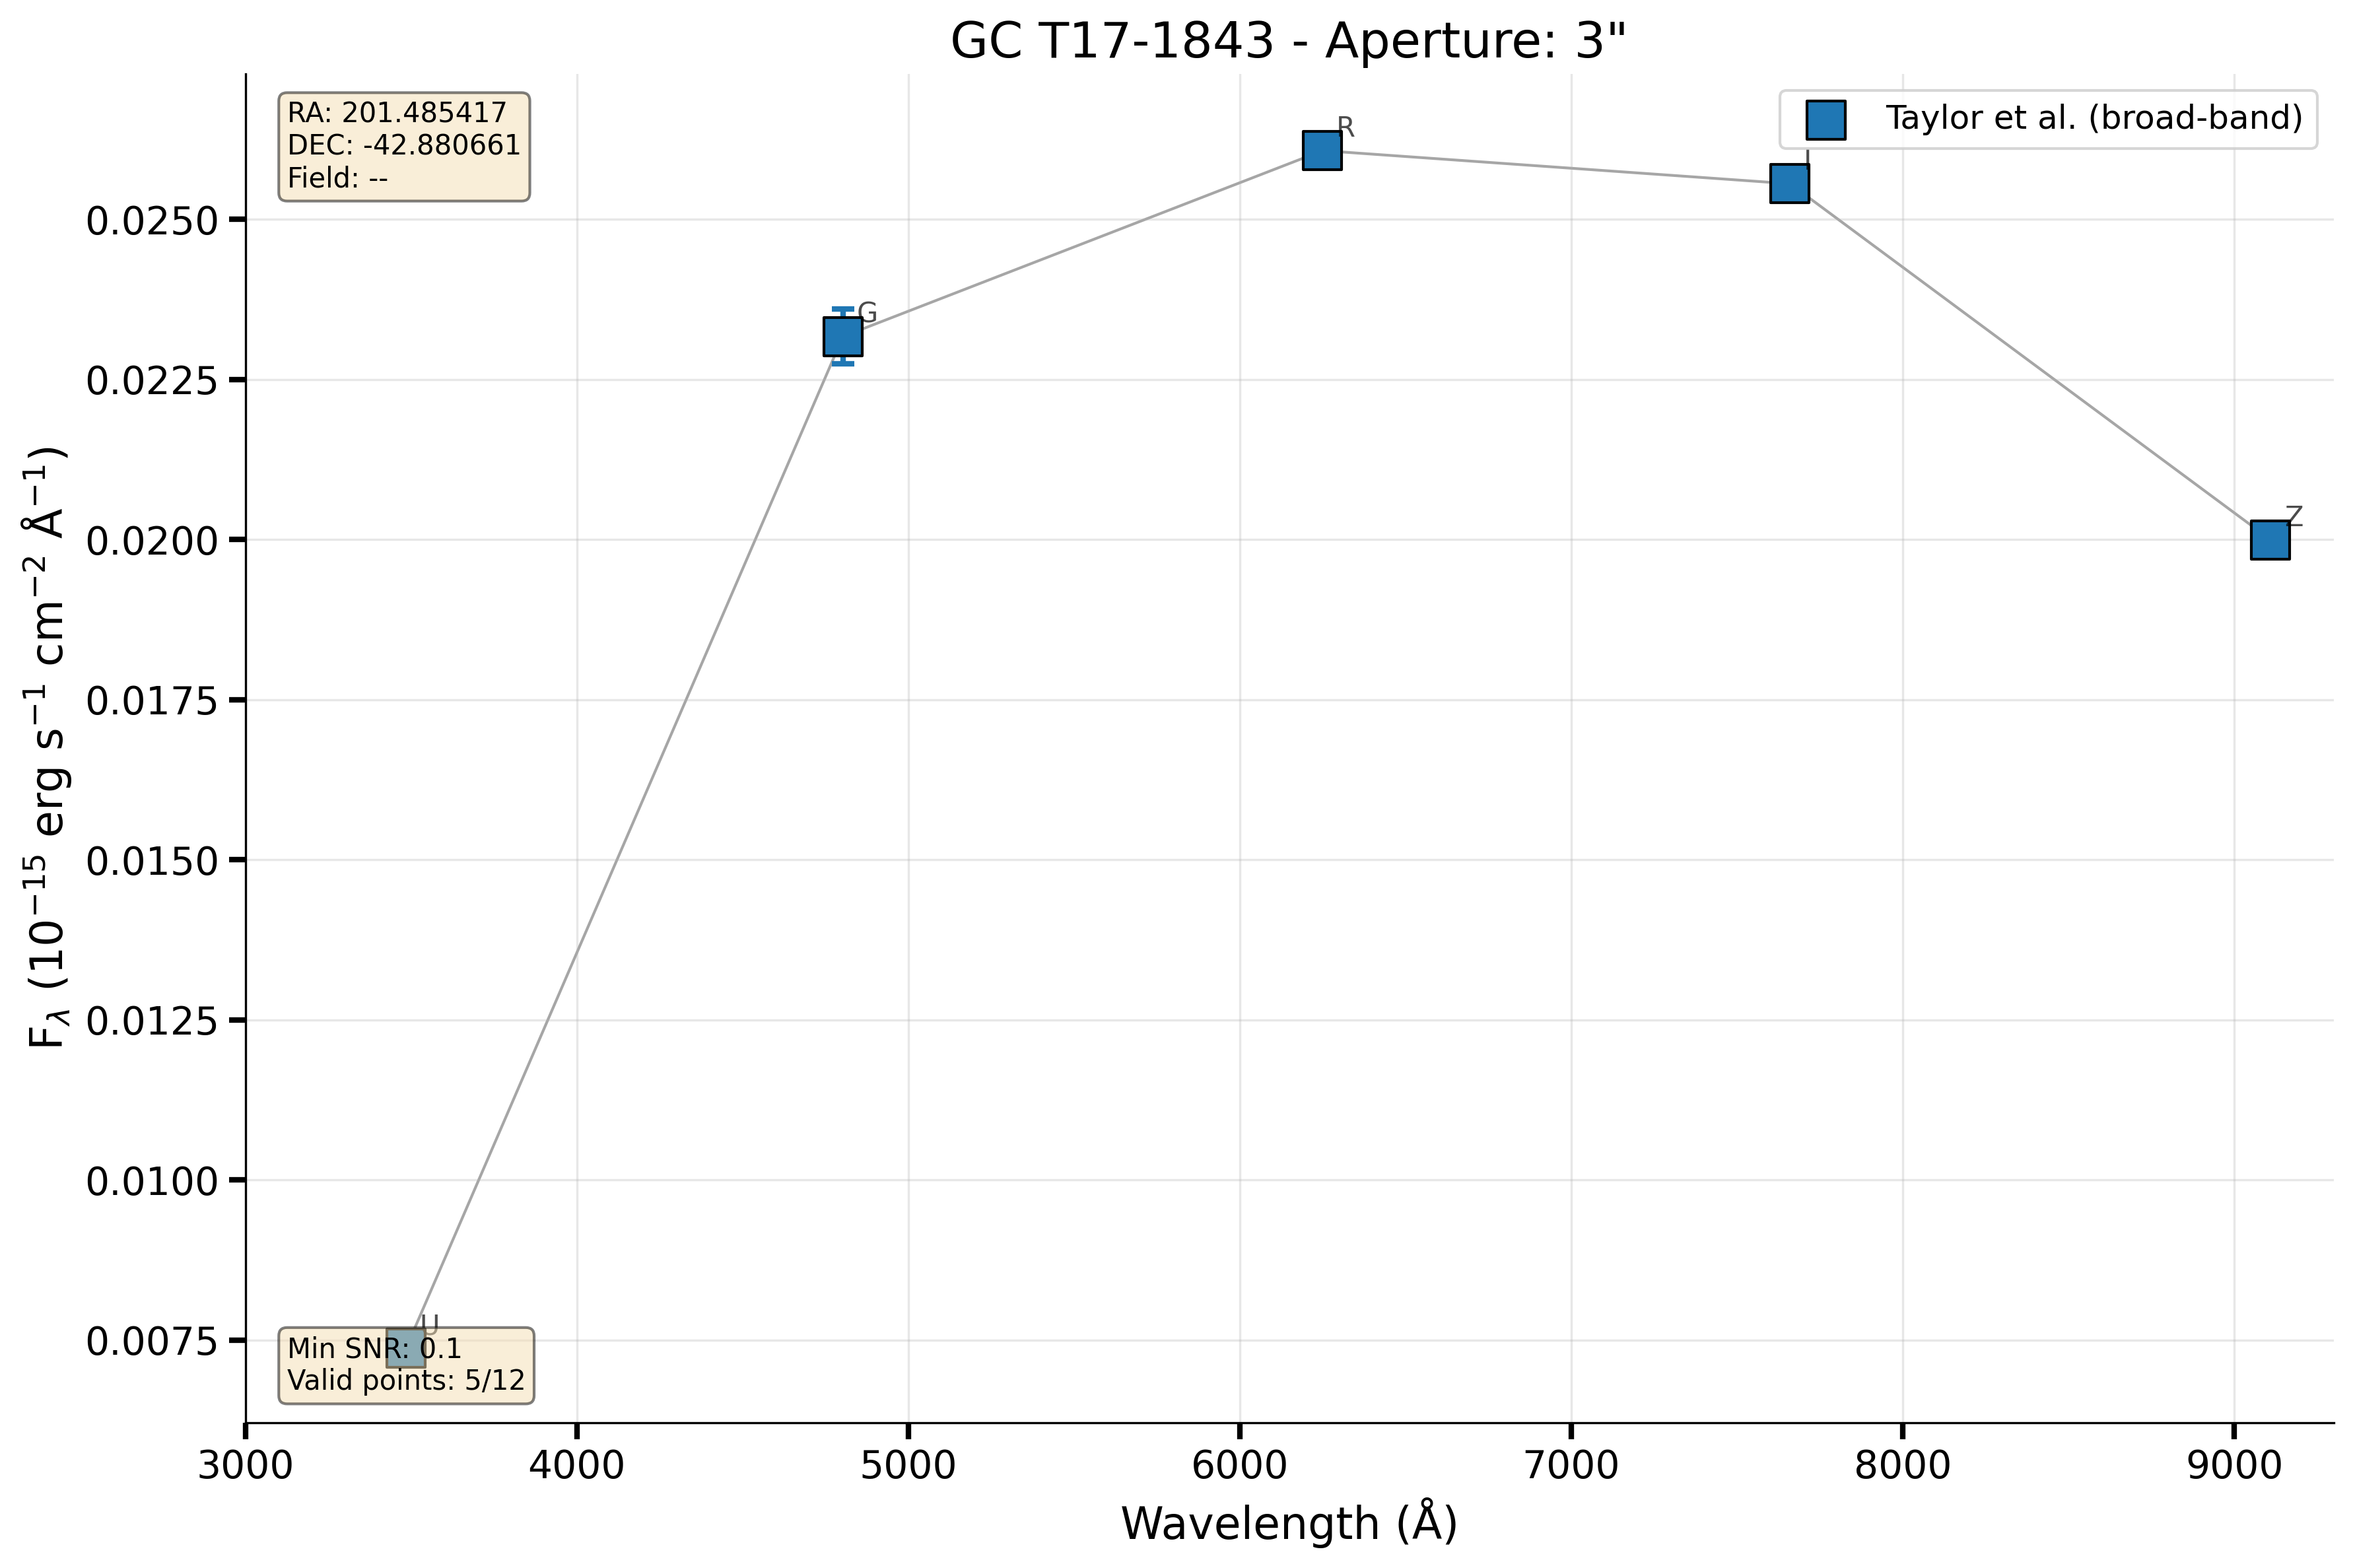 GC T17-1843 - Aperture: 3"
RA: 201.485417
DEC: -42.880661
Field: --
Taylor et al. (broad-band)
R
G
Z
U
Min SNR: 0.1
Valid points: 5/12
0.0250
0.0225
0.0200
0.0175
0.0150
0.0125
0.0100
0.0075
F_λ (10⁻¹⁵ erg s⁻¹ cm⁻² Å⁻¹)
3000 4000 5000 6000 7000 8000 9000
Wavelength (Å)